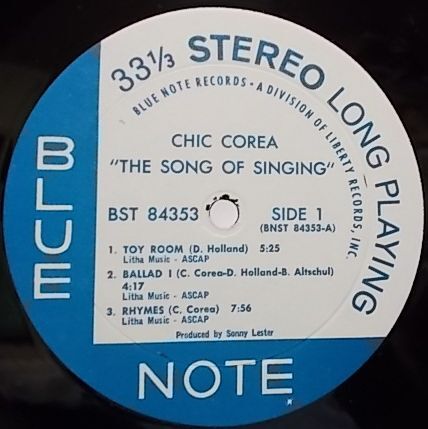 33 1/3 STEREO LONG PLAYING
BLUE NOTE RECORDS - A DIVISION OF LIBERTY RECORDS, INC.
CHIC COREA
"THE SONG OF SINGING"
BST 84353
SIDE 1
(BNST 84353-A)
1. TOY ROOM (D. Holland) 5:25
Litha Music - ASCAP
2. BALLAD I (C. Corea-D. Holland-B. Altschul)
4:17
Litha Music - ASCAP
3. RHYMES (C. Corea) 7:56
Litha Music - ASCAP
Produced by Sonny Lester
BLUE
NOTE